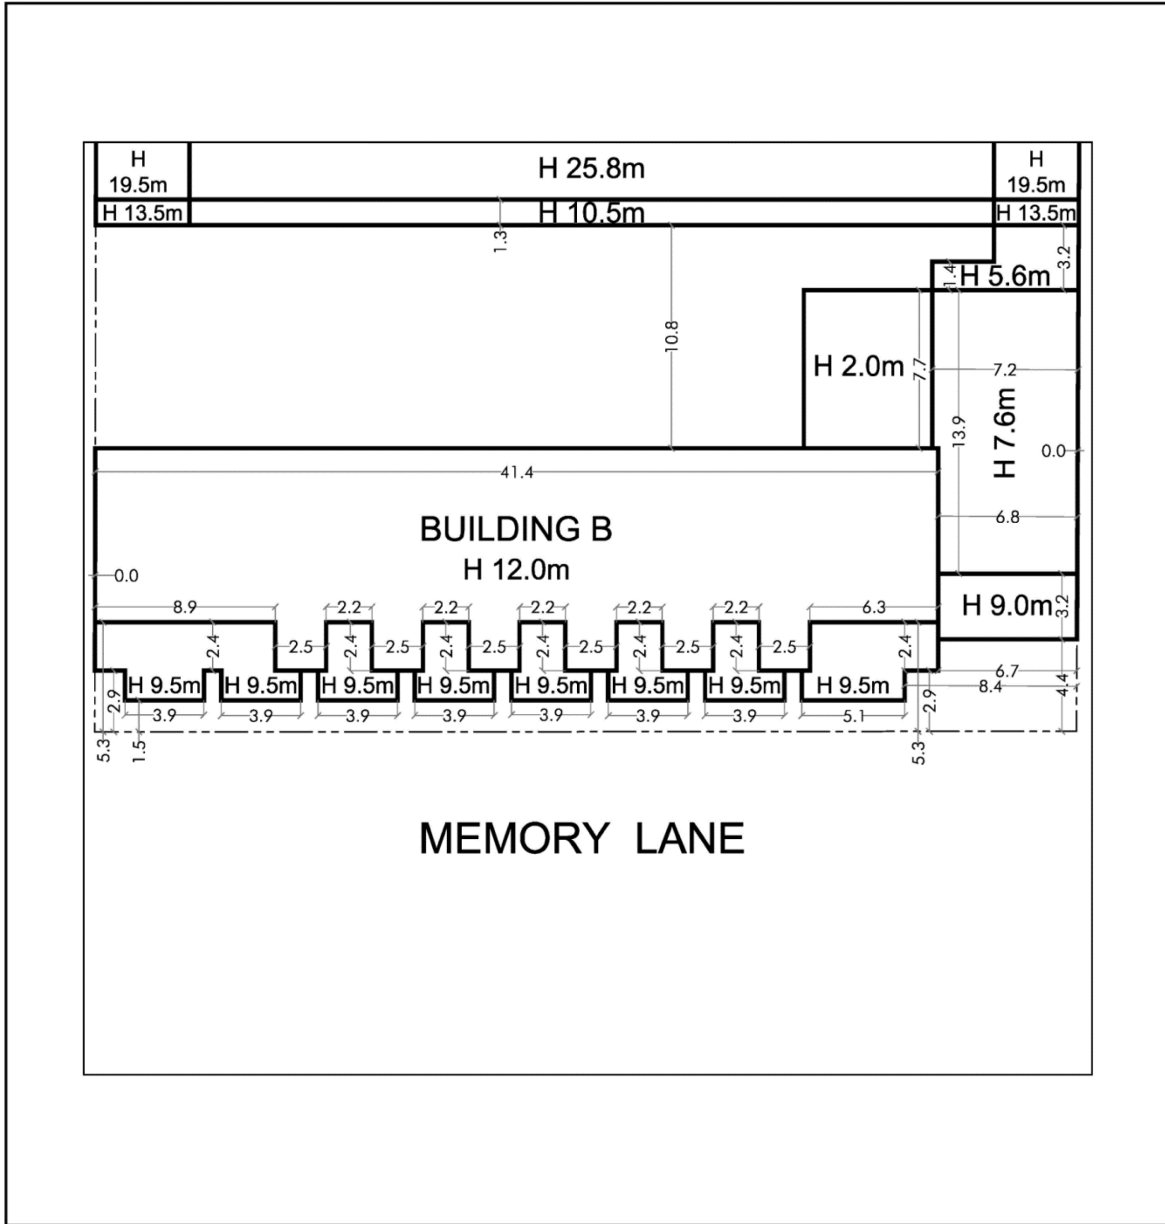 H
19.5m
H 25.8m
H
19.5m
H 13.5m
H 10.5m
H 13.5m
1.3
3.2
1.4
H 5.6m
10.8
H 2.0m
7.7
7.2
13.9
H 7.6m
0.0
41.4
6.8
BUILDING B
H 12.0m
0.0
8.9
2.2
2.2
2.2
2.2
2.2
6.3
H 9.0m
3.2
2.4
2.5
2.4
2.5
2.4
2.5
2.4
2.5
2.4
2.5
2.4
2.5
2.4
6.7
H 9.5m
H 9.5m
H 9.5m
H 9.5m
H 9.5m
H 9.5m
H 9.5m
H 9.5m
8.4
4.4
2.9
2.9
3.9
3.9
3.9
3.9
3.9
3.9
3.9
5.1
5.3
1.5
5.3
MEMORY LANE